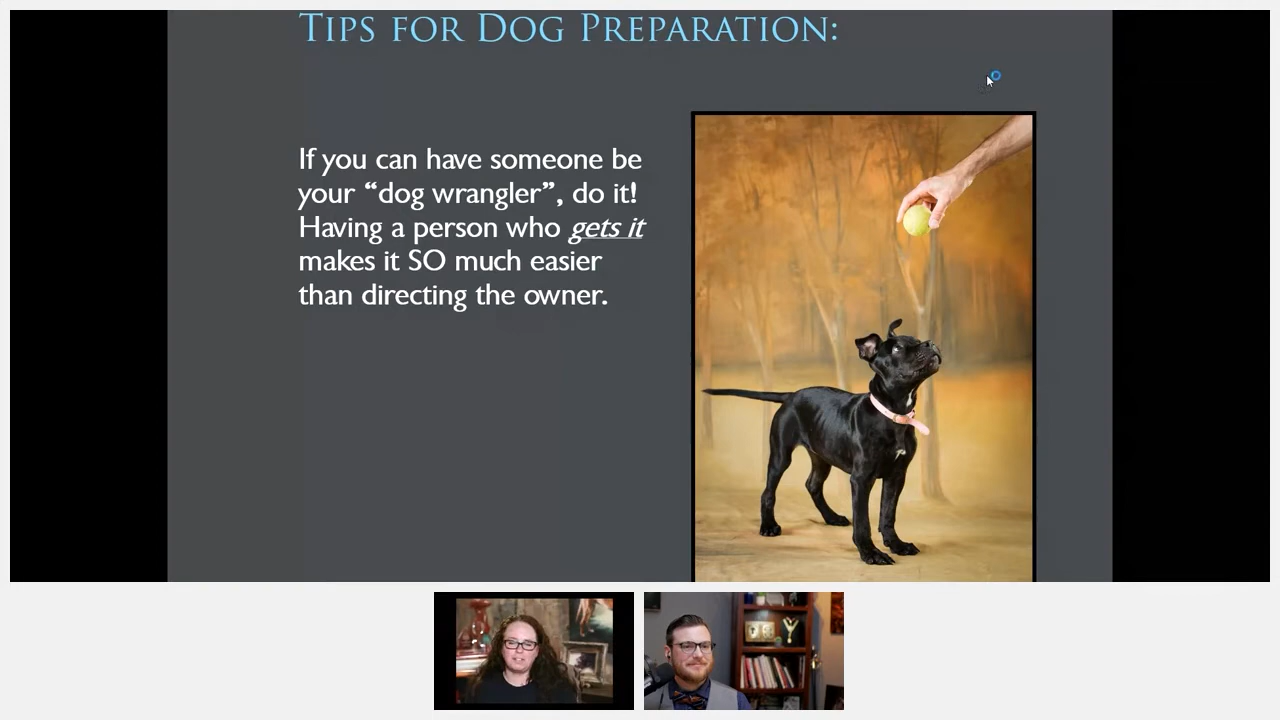 Tips for Dog Preparation:
If you can have someone be
your “dog wrangler”, do it!
Having a person who gets it
makes it SO much easier
than directing the owner.